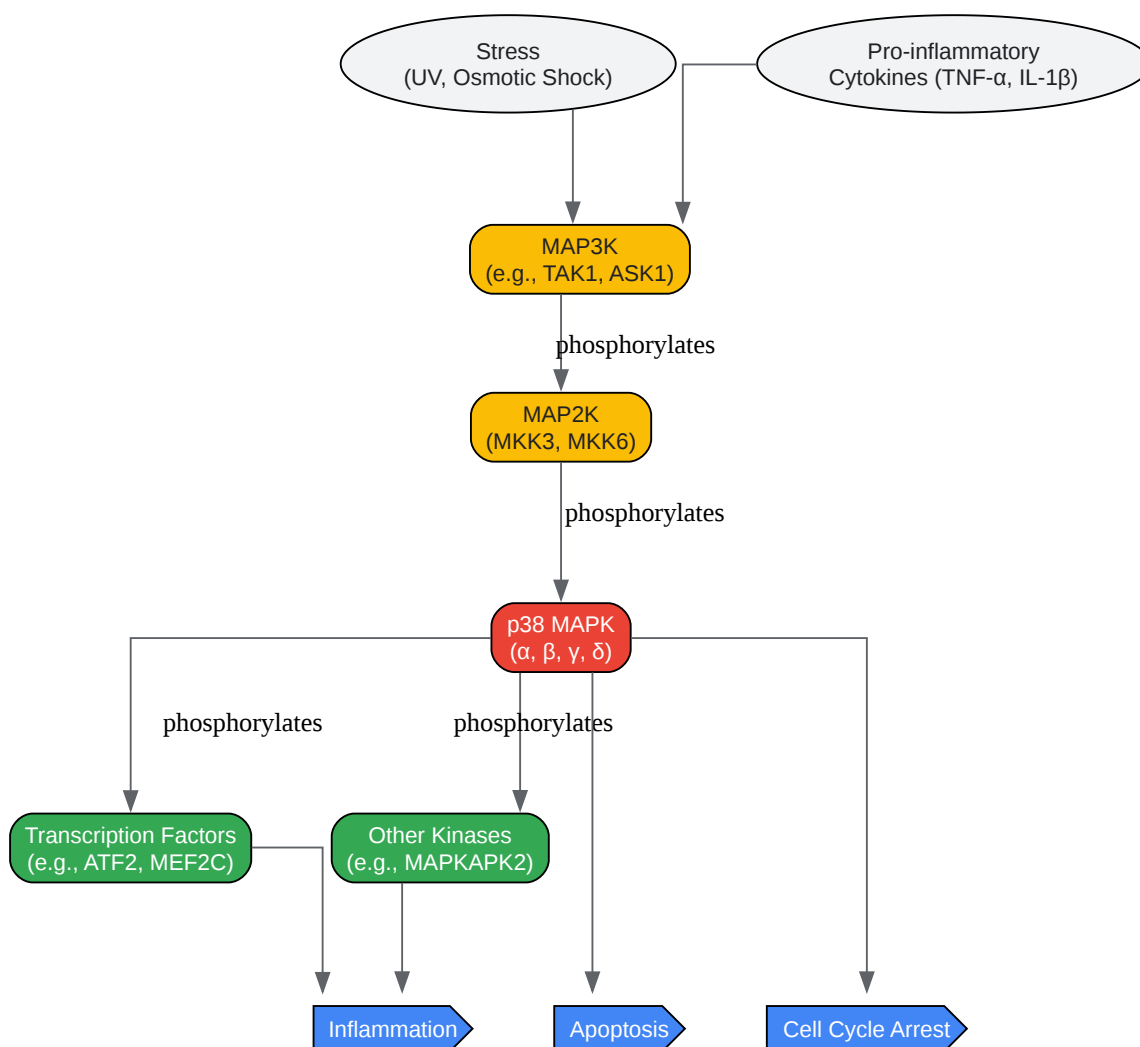 Stress
(UV, Osmotic Shock)
Pro-inflammatory
Cytokines (TNF-α, IL-1β)
MAP3K
(e.g., TAK1, ASK1)
phosphorylates
MAP2K
(MKK3, MKK6)
phosphorylates
p38 MAPK
(α, β, γ, δ)
phosphorylates
phosphorylates
Transcription Factors
(e.g., ATF2, MEF2C)
Other Kinases
(e.g., MAPKAPK2)
Inflammation
Apoptosis
Cell Cycle Arrest